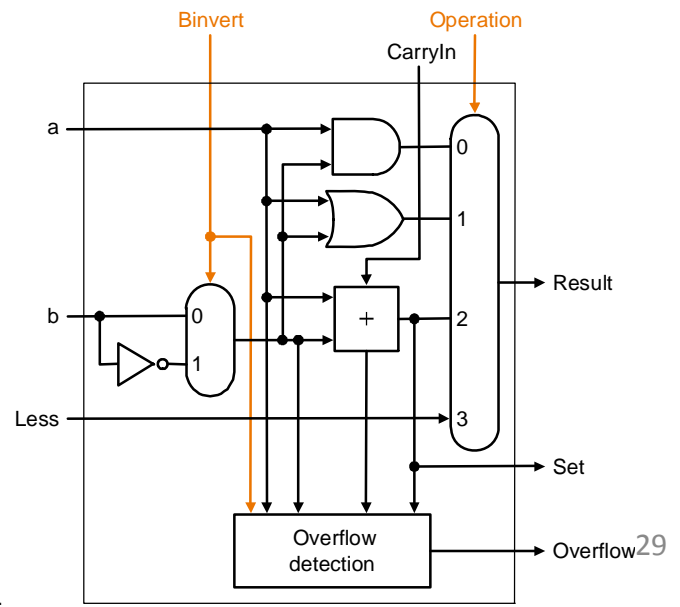 Binvert
Operation
CarryIn
a
0
1
+
Result
b
0
2
1
Less
3
Set
Overflow
detection
Overflow
29